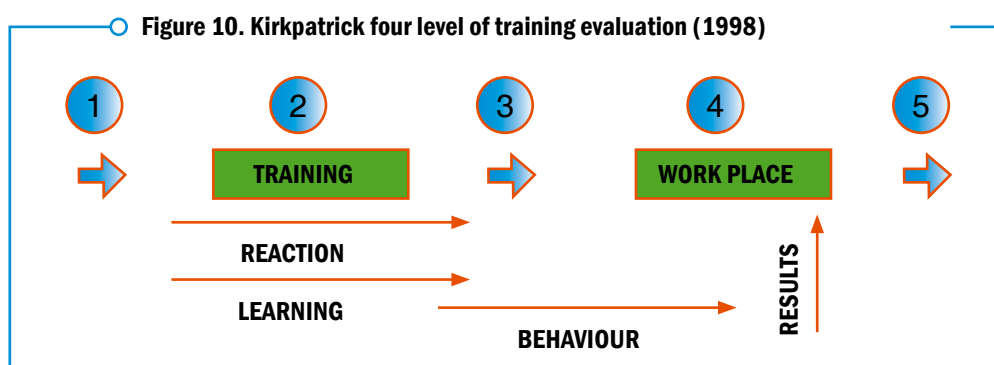 Figure 10. Kirkpatrick four level of training evaluation (1998)
1 2 3 4 5
TRAINING WORK PLACE
REACTION
LEARNING
BEHAVIOUR
RESULTS